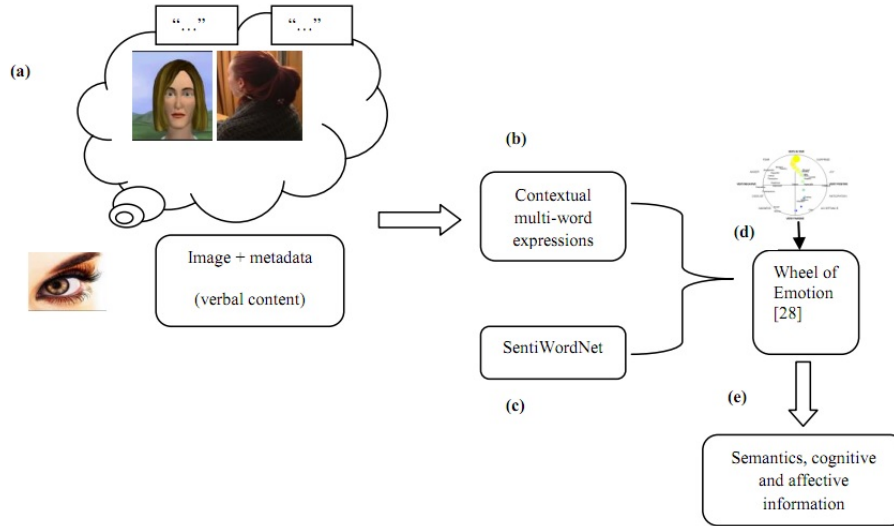 “…” “…”
(a)
Image + metadata
(verbal content)
(b)
Contextual
multi-word
expressions
SentiWordNet
(c)
(d)
Wheel of
Emotion
[28]
(e)
Semantics, cognitive
and affective
information